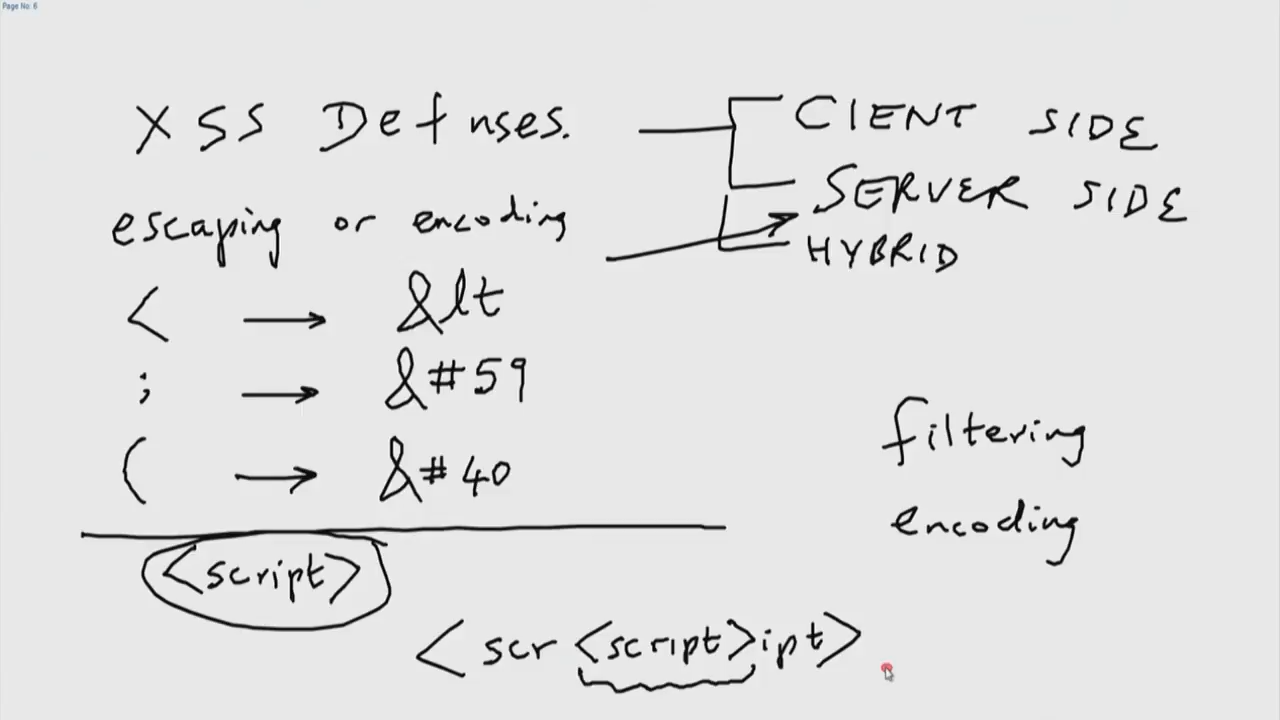 Page No: 6
XSS Defnses. CIENT SIDE
SERVER SIDE
escaping or encoding
HYBRID
< → &lt
; → &#59
( → &#40
filtering
encoding
<script>
<scr<script>ipt>